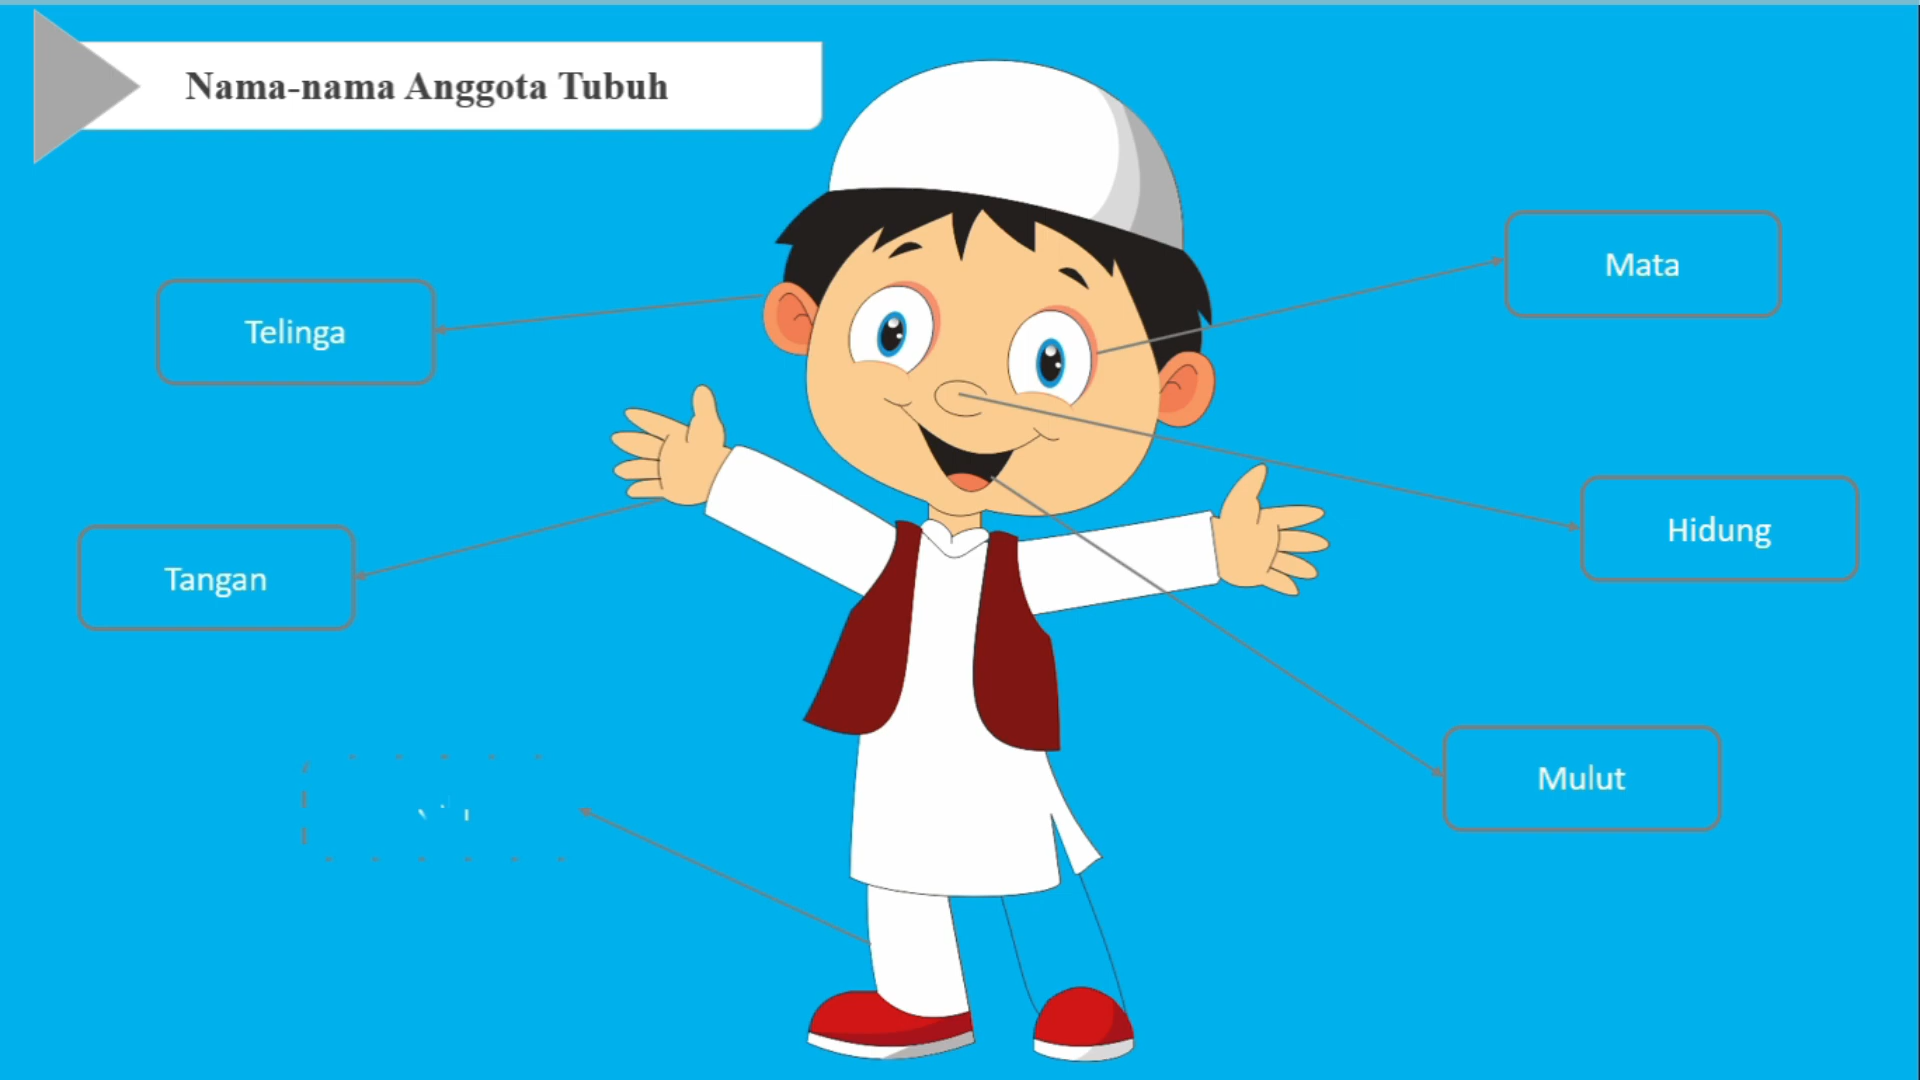 Nama-nama Anggota Tubuh
Mata
Telinga
Hidung
Tangan
Mulut